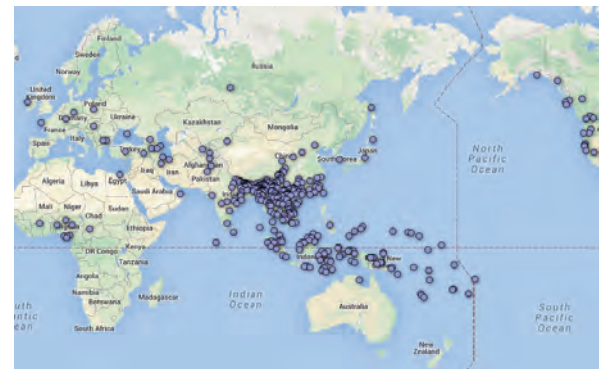 Finland
Sweden
Norway
Russia
United
Kingdom
Poland
Germany
Ukraine
France
Kazakhstan
Mongolia
Italy
Spain
Turkey
South Korea
Japan
North
Pacific
Ocean
Afghanistan
Iraq
Iran
Pakistan
Algeria
Libya
Egypt
Saudi Arabia
Mali
Niger
Chad
Sudan
Ethiopia
Kenya
DR Congo
Tanzania
Indian
Ocean
Angola
Namibia
Botswana
Madagascar
South Africa
Australia
New
Zealand
South
Pacific
Ocean